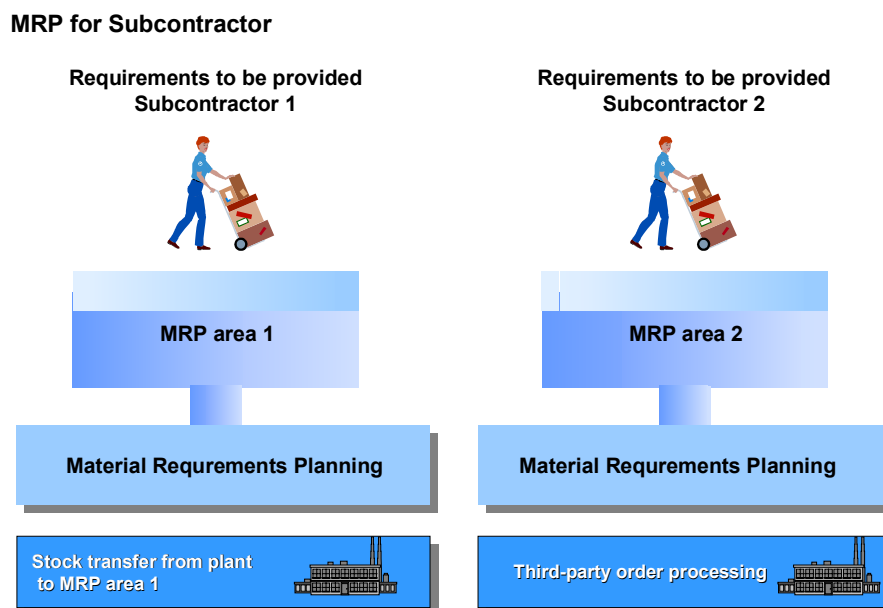 MRP for Subcontractor
Requirements to be provided
Subcontractor 1
Requirements to be provided
Subcontractor 2
MRP area 1
MRP area 2
Material Requrements Planning
Material Requrements Planning
Stock transfer from plant
to MRP area 1
Third-party order processing